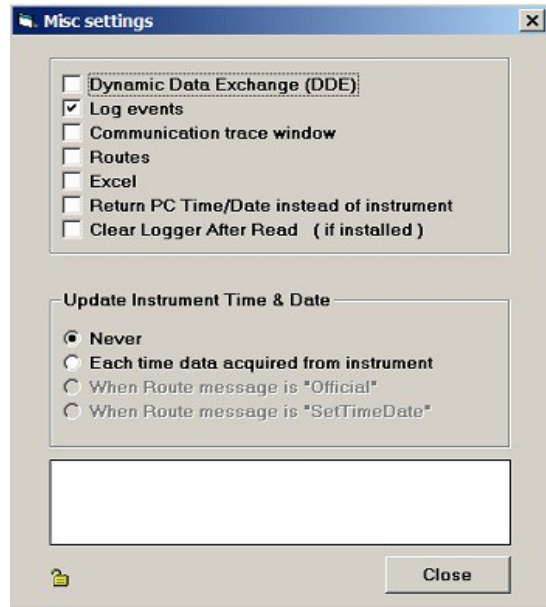 Misc settings
Dynamic Data Exchange (DDE)
Log events
Communication trace window
Routes
Excel
Return PC Time/Date instead of instrument
Clear Logger After Read ( if installed )
Update Instrument Time & Date
Never
Each time data acquired from instrument
When Route message is "Official"
When Route message is "SetTimeDate"
Close